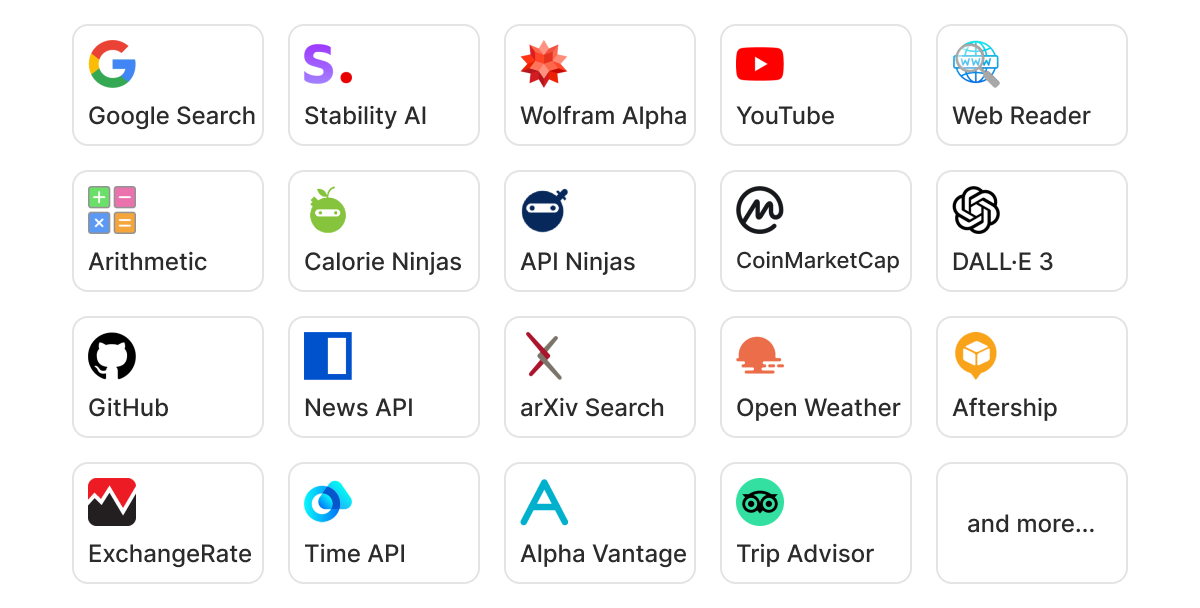 Google Search
Stability AI
Wolfram Alpha
YouTube
WWW
Web Reader
Arithmetic
Calorie Ninjas
API Ninjas
CoinMarketCap
DALL·E 3
GitHub
News API
arXiv Search
Open Weather
Aftership
ExchangeRate
Time API
Alpha Vantage
Trip Advisor
and more...